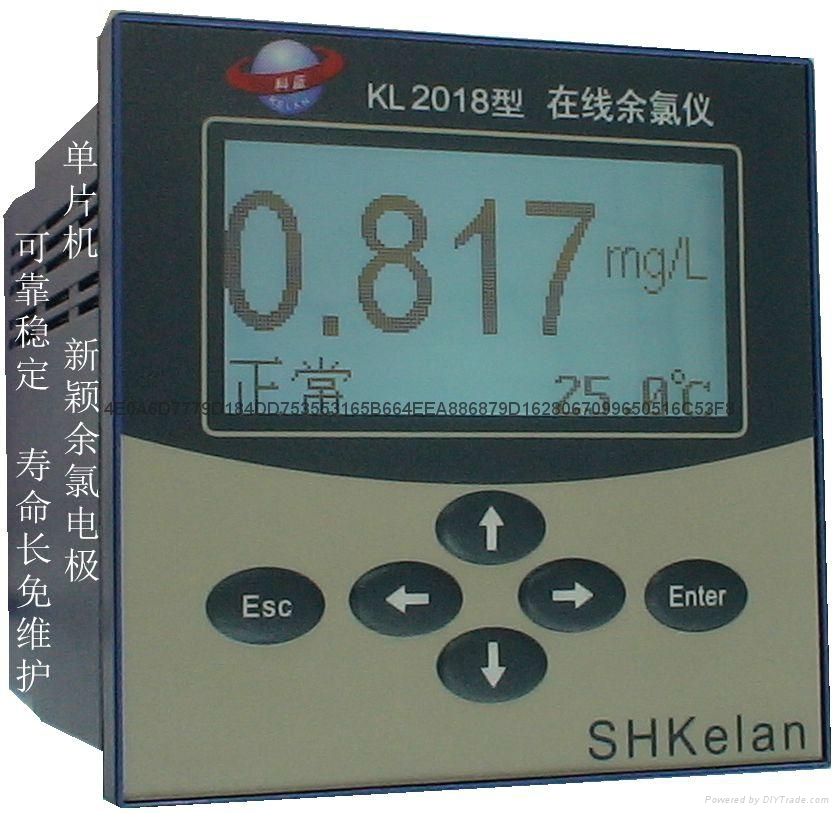 科蓝
KELAN
KL 2018型 在线余氯仪
0.817 mg/L
正常 25.0℃
4E0A6D7779D184DD753553165B664EEA886879D1628067099650516C53F8
单片机 新颖余氯电极
可靠稳定 寿命长免维护
Esc
Enter
SHKelan
Powered by DIYTrade.com